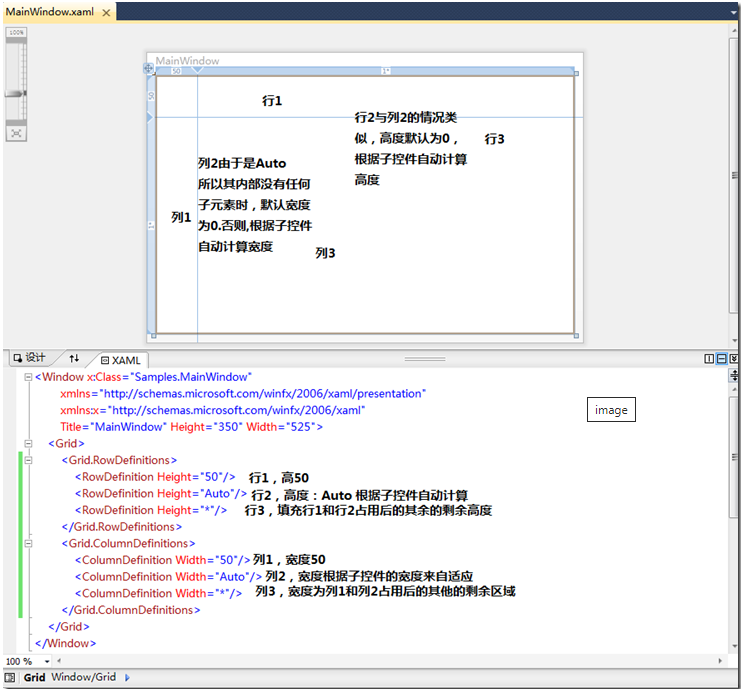 MainWindow.xaml
100%
MainWindow
50
1*
50
行1
行2与列2的情况类
似，高度默认为0，
根据子控件自动计算
高度
行3
列2由于是Auto
所以其内部没有任何
子元素时，默认宽度
为0.否则,根据子控件
自动计算宽度
列1
列3
1*
设计
XAML
<Window x:Class="Samples.MainWindow"
xmlns="http://schemas.microsoft.com/winfx/2006/xaml/presentation"
xmlns:x="http://schemas.microsoft.com/winfx/2006/xaml"
Title="MainWindow" Height="350" Width="525">
image
<Grid>
<Grid.RowDefinitions>
<RowDefinition Height="50"/> 行1，高50
<RowDefinition Height="Auto"/> 行2，高度：Auto 根据子控件自动计算
<RowDefinition Height="*"/> 行3，填充行1和行2占用后的其余的剩余高度
</Grid.RowDefinitions>
<Grid.ColumnDefinitions>
<ColumnDefinition Width="50"/> 列1，宽度50
<ColumnDefinition Width="Auto"/> 列2，宽度根据子控件的宽度来自适应
<ColumnDefinition Width="*"/> 列3，宽度为列1和列2占用后的其他的剩余区域
</Grid.ColumnDefinitions>
</Grid>
</Window>
100 %
Grid Window/Grid